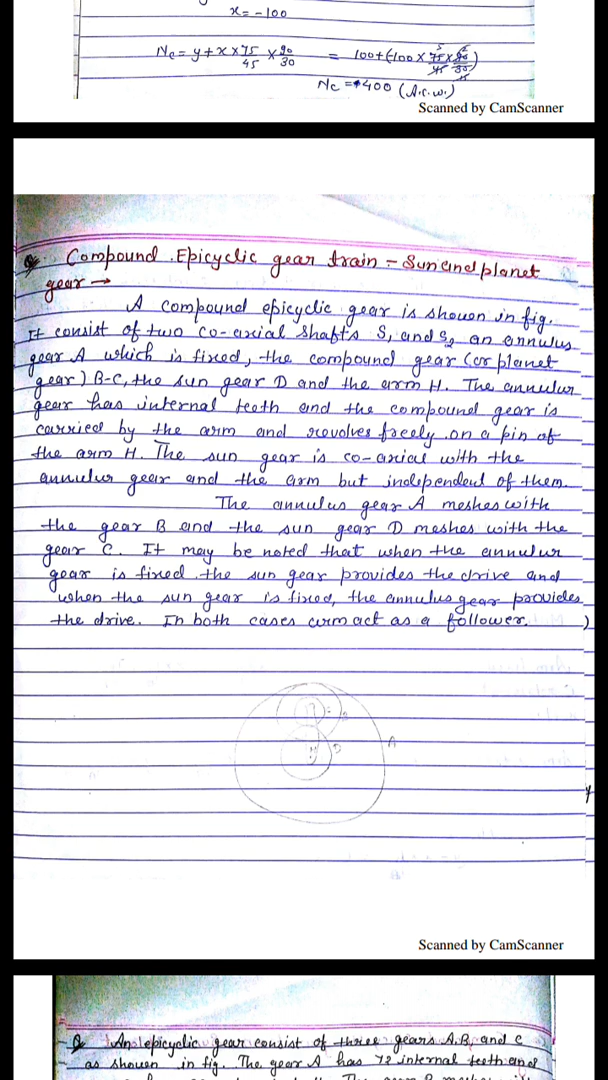 x = -100
Nc = y + x × 75/45 × 90/30 = 100 + (-100 × 75/45 × 90/30)
Nc = -400 (A.c.w.)
Scanned by CamScanner
Q. Compound Epicyclic gear train - Sun and planet
gear →
A compound epicyclic gear is shown in fig.
It consist of two co-axial shafts S, and S2 an annulus
gear A which is fixed, the compound gear (or planet
gear) B-C, the sun gear D and the arm H. The annulur
gear has internal teeth and the compound gear is
carried by the arm and revolves freely on a pin of
the arm H. The sun gear is co-axial with the
annulur gear and the arm but independent of them.
The annulus gear A meshes with
the gear B and the sun gear D meshes with the
gear C. It may be noted that when the annulur
gear is fixed the sun gear provides the drive and
when the sun gear is fixed, the annulus gear provides
the drive. In both cases arm act as a follower. )
A
D
Scanned by CamScanner
Q An epicyclic gear consist of three gears A.B, and C
as shown in fig. The gear A has 72 internal teeth and